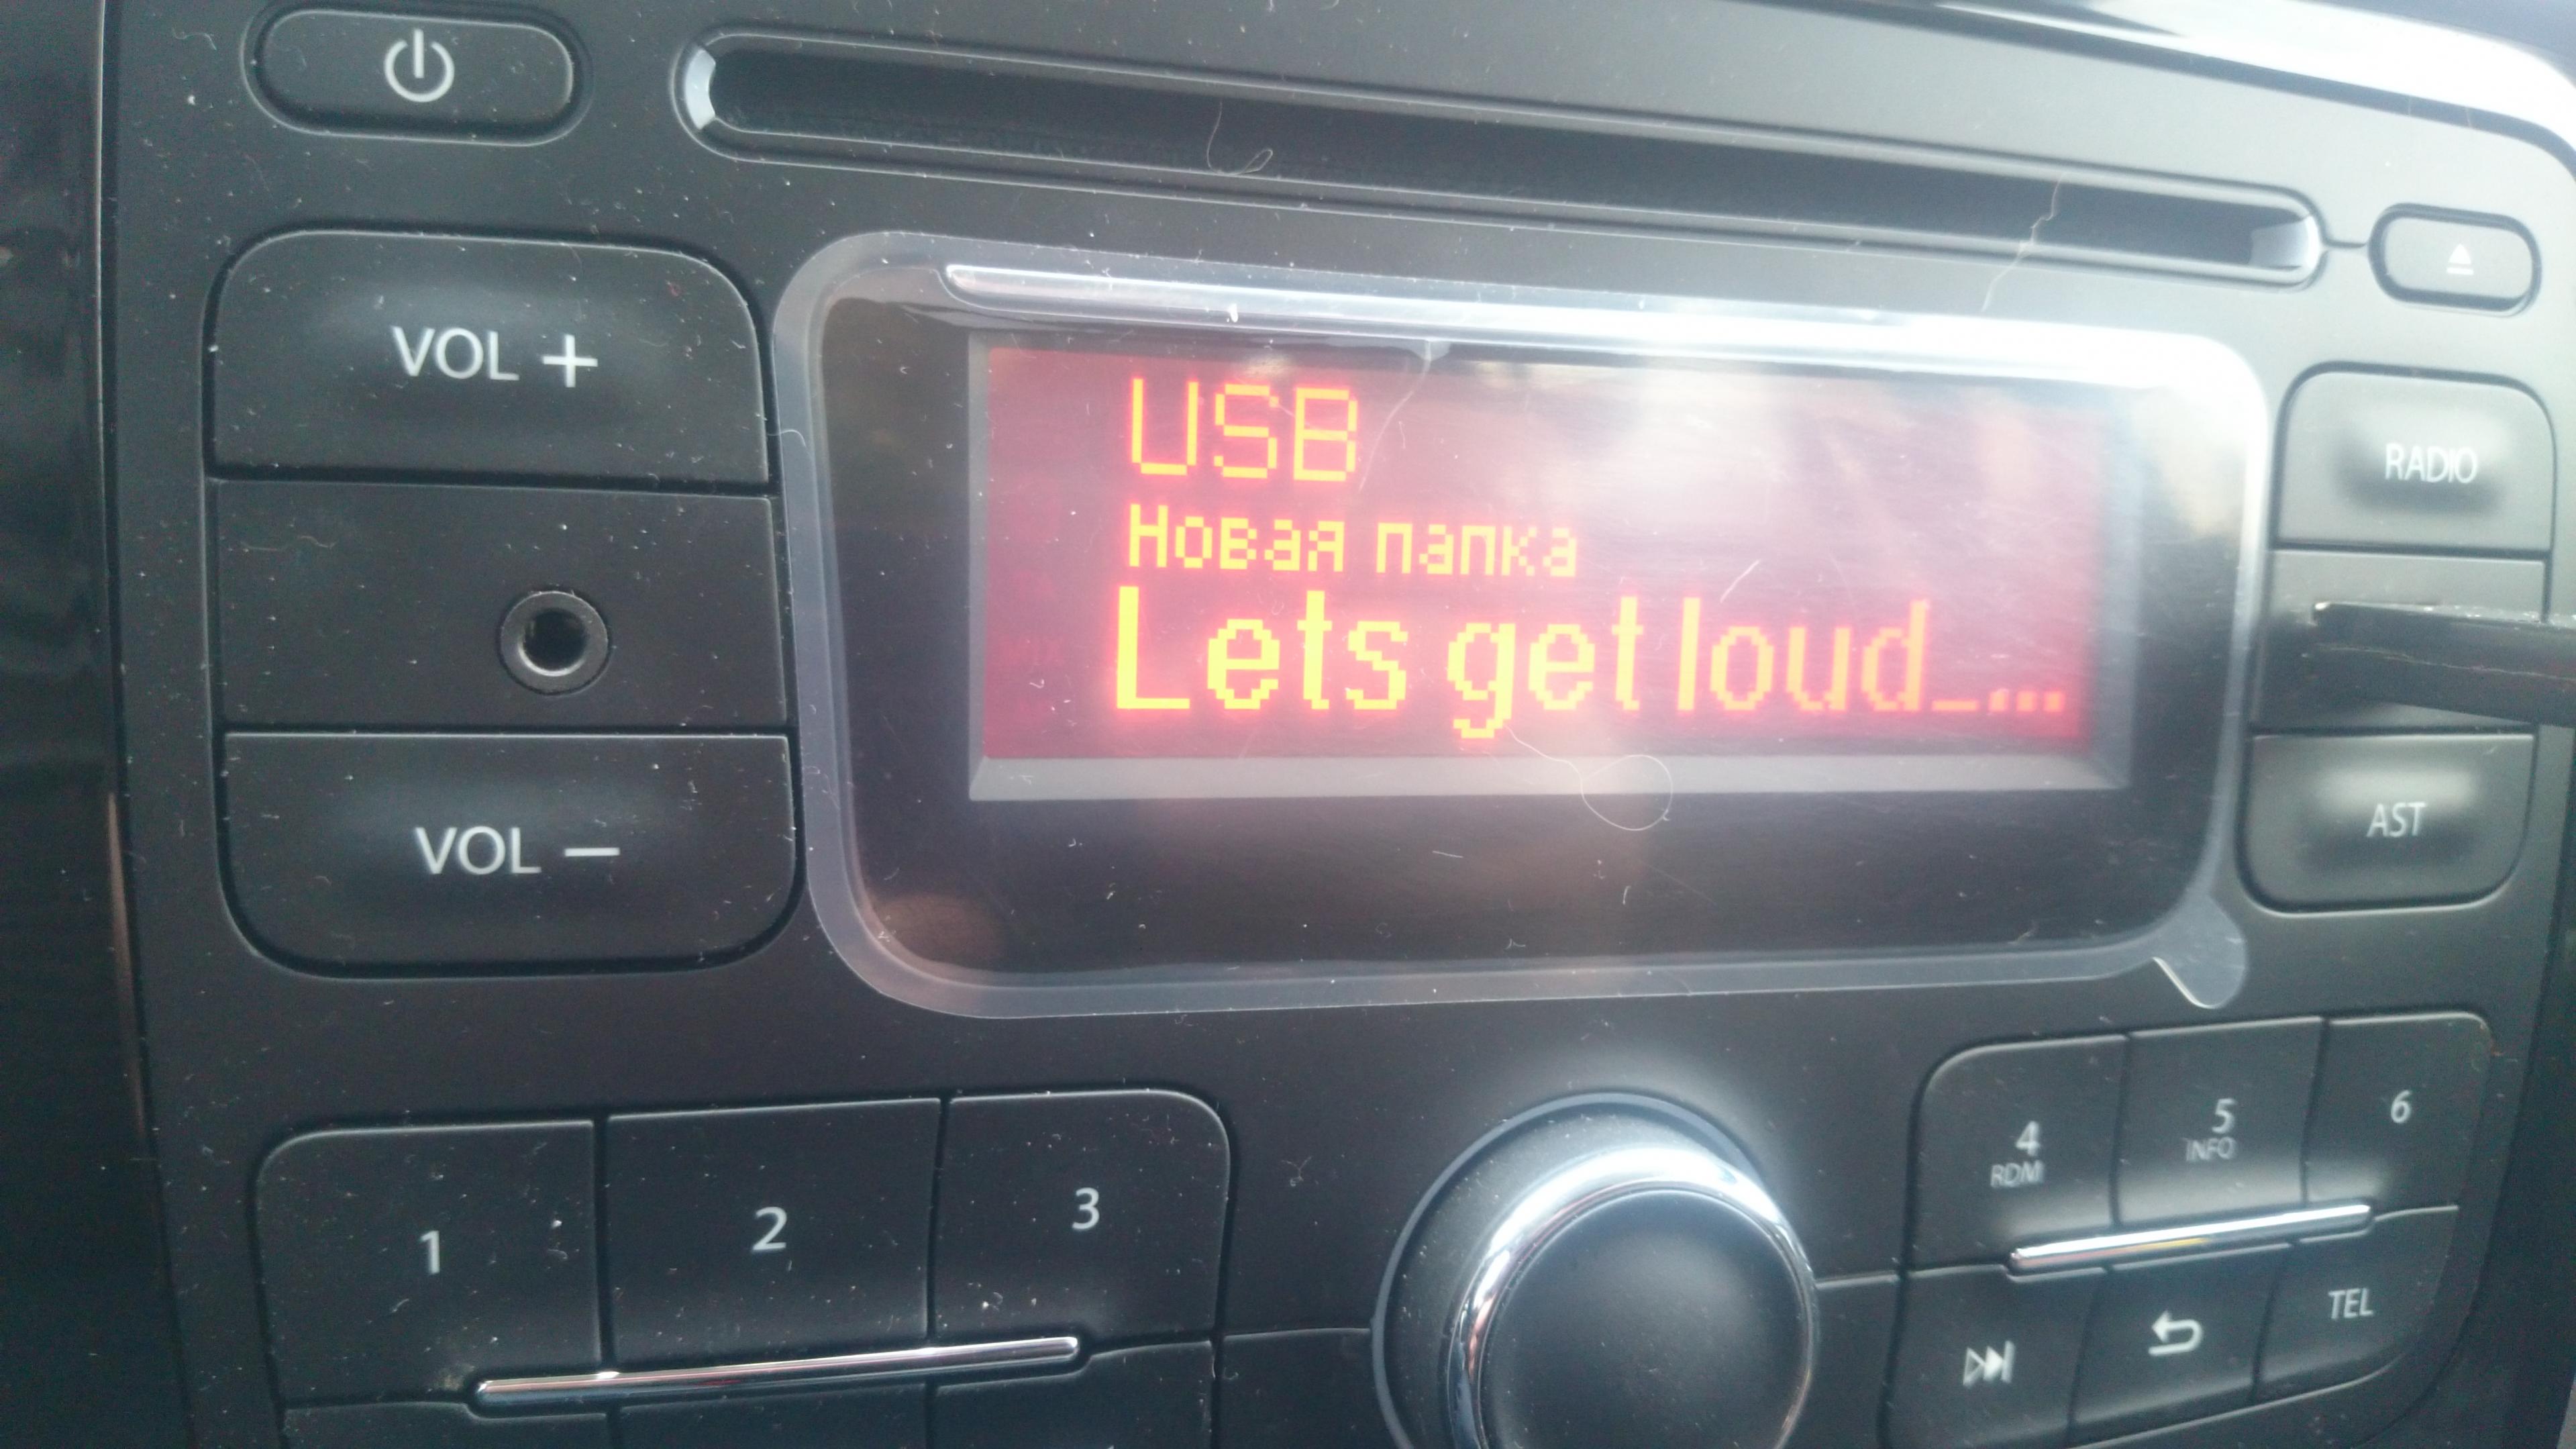 VOL +
USB
Новая папка
Lets get loud_...
RADIO
VOL –
AST
1
2
3
4
RDM
5
INFO
6
TEL